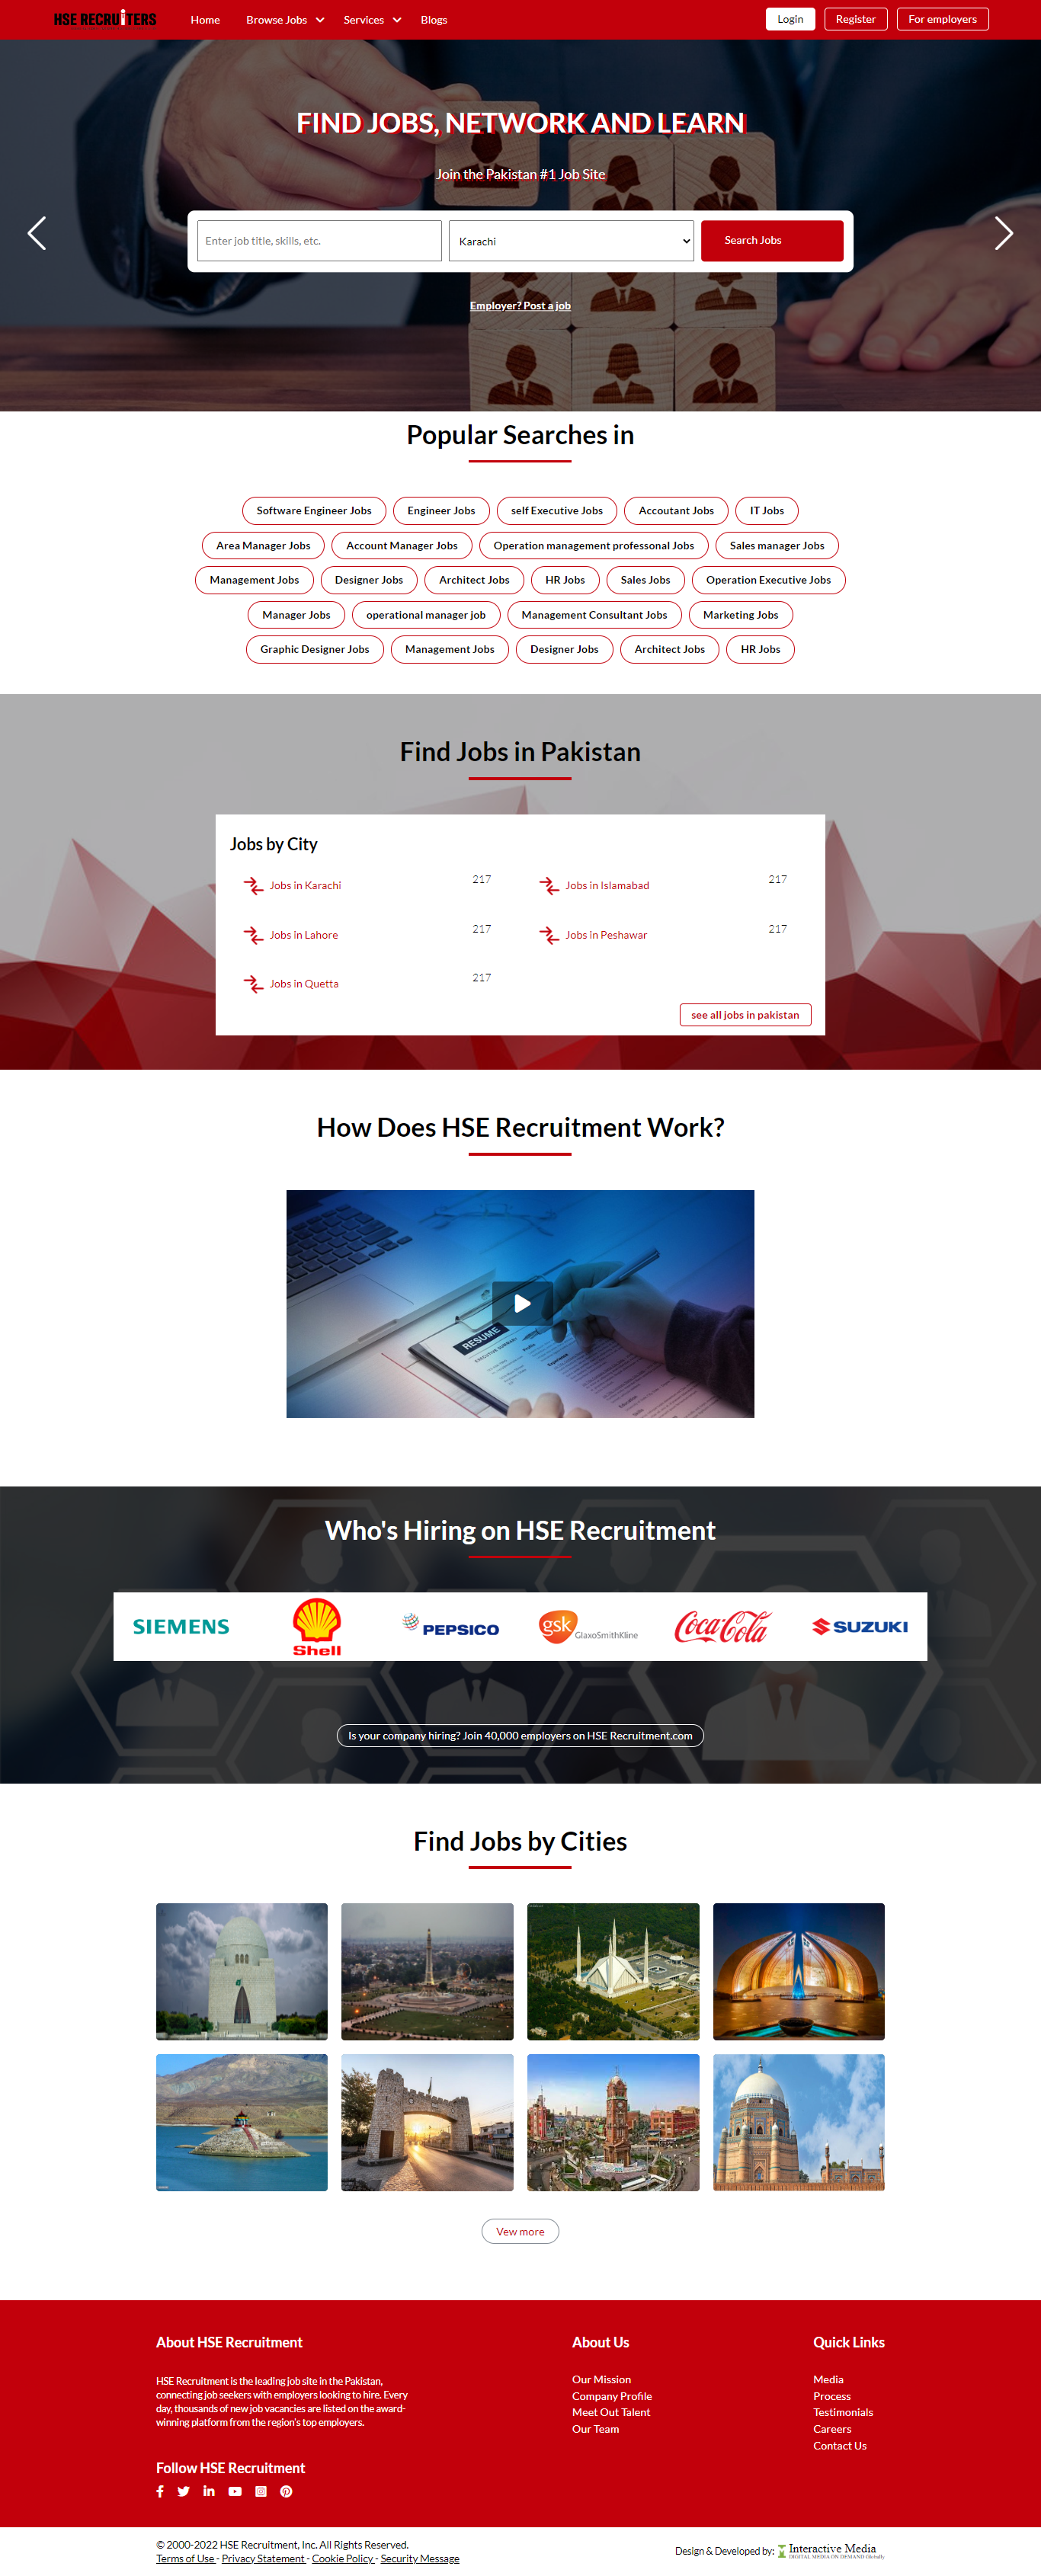 HSE RECRUITERS
Home Browse Jobs Services Blogs
Login Register For employers
FIND JOBS, NETWORK AND LEARN
Join the Pakistan #1 Job Site
Enter job title, skills, etc. Karachi Search Jobs
Employer? Post a job
Popular Searches in
Software Engineer Jobs Engineer Jobs self Executive Jobs Accoutant Jobs IT Jobs
Area Manager Jobs Account Manager Jobs Operation management professonal Jobs Sales manager Jobs
Management Jobs Designer Jobs Architect Jobs HR Jobs Sales Jobs Operation Executive Jobs
Manager Jobs operational manager job Management Consultant Jobs Marketing Jobs
Graphic Designer Jobs Management Jobs Designer Jobs Architect Jobs HR Jobs
Find Jobs in Pakistan
Jobs by City
Jobs in Karachi 217 Jobs in Islamabad 217
Jobs in Lahore 217 Jobs in Peshawar 217
Jobs in Quetta 217
see all jobs in pakistan
How Does HSE Recruitment Work?
RESUME
EXECUTIVE SUMMARY
Who's Hiring on HSE Recruitment
SIEMENS Shell PEPSICO gsk GlaxoSmithKline Coca-Cola SUZUKI
Is your company hiring? Join 40,000 employers on HSE Recruitment.com
Find Jobs by Cities
Vew more
About HSE Recruitment
HSE Recruitment is the leading job site in the Pakistan,
connecting job seekers with employers looking to hire. Every
day, thousands of new job vacancies are listed on the award-
winning platform from the region's top employers.
Follow HSE Recruitment
About Us
Our Mission
Company Profile
Meet Out Talent
Our Team
Quick Links
Media
Process
Testimonials
Careers
Contact Us
© 2000-2022 HSE Recruitment, Inc. All Rights Reserved.
Terms of Use - Privacy Statement - Cookie Policy - Security Message
Design & Developed by: Interactive Media
DIGITAL MEDIA ON DEMAND Globally